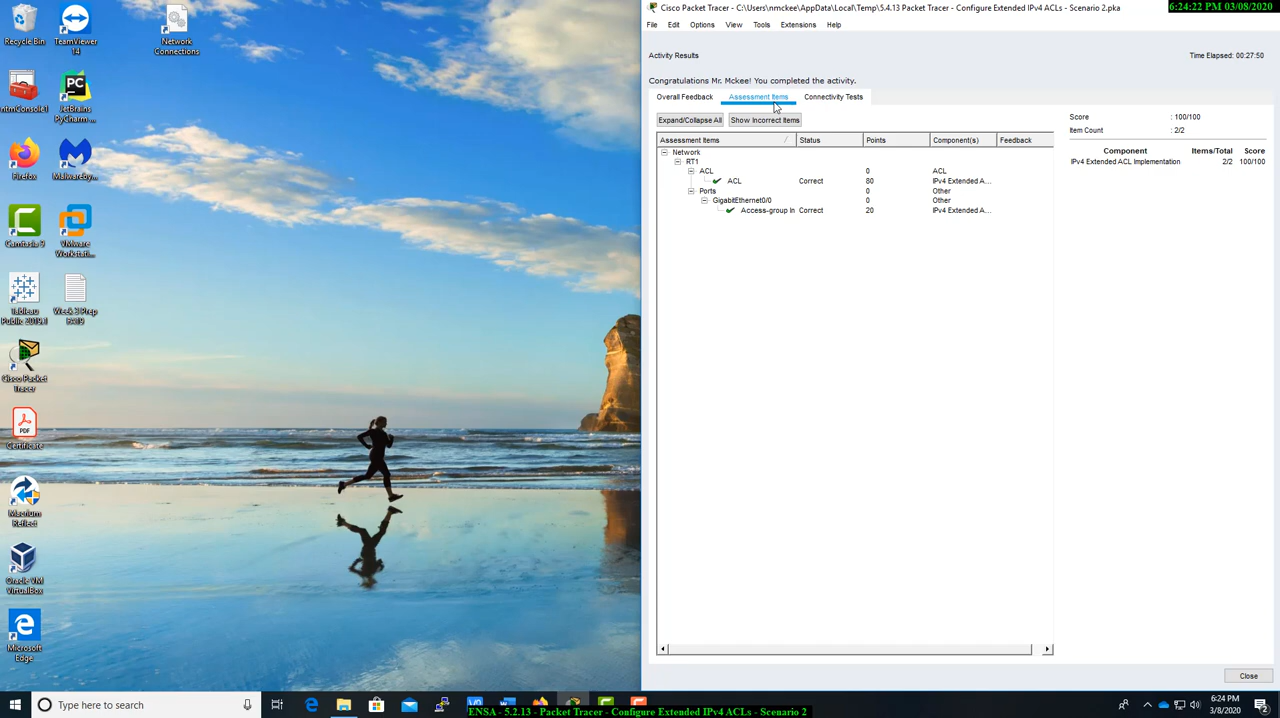 Recycle Bin
TeamViewer
14
Network
Connections
ritmConsole1
JetBrains
PyCharm ...
Firefox
Malwareby...
Camtasia 9
VMware
Workstati...
Tableau
Public 2019.1
Week 3 Prep
FA19
Cisco Packet
Tracer
PDF
Certificate
Macrium
Reflect
Oracle VM
VirtualBox
Microsoft
Edge
Cisco Packet Tracer - C:\Users\nmckee\AppData\Local\Temp\5.4.13 Packet Tracer - Configure Extended IPv4 ACLs - Scenario 2.pka
6:24:22 PM 03/08/2020
File Edit Options View Tools Extensions Help
Activity Results
Time Elapsed: 00:27:50
Congratulations Mr. Mckee! You completed the activity.
Overall Feedback Assessment Items Connectivity Tests
Expand/Collapse All Show Incorrect Items
Assessment Items Status Points Component(s) Feedback
Network
RT1
ACL 0 ACL
ACL Correct 80 IPv4 Extended A...
Ports 0 Other
GigabitEthernet0/0 0 Other
Access-group In Correct 20 IPv4 Extended A...
Score : 100/100
Item Count : 2/2
Component Items/Total Score
IPv4 Extended ACL Implementation 2/2 100/100
Close
Type here to search
ENSA - 5.2.13 - Packet Tracer - Configure Extended IPv4 ACLs - Scenario 2
6:24 PM
3/8/2020